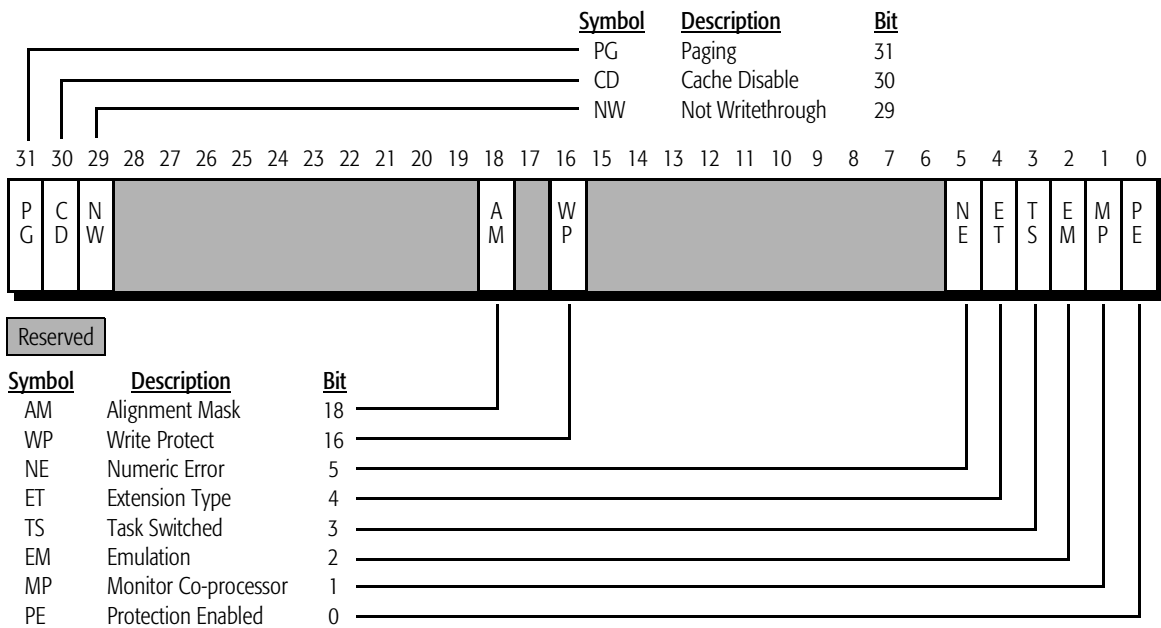 Symbol Description Bit
PG Paging 31
CD Cache Disable 30
NW Not Writethrough 29
31 30 29 28 27 26 25 24 23 22 21 20 19 18 17 16 15 14 13 12 11 10 9 8 7 6 5 4 3 2 1 0
P C N A W N E T E M P
G D W M P E T S M P E
Reserved
Symbol Description Bit
AM Alignment Mask 18
WP Write Protect 16
NE Numeric Error 5
ET Extension Type 4
TS Task Switched 3
EM Emulation 2
MP Monitor Co-processor 1
PE Protection Enabled 0